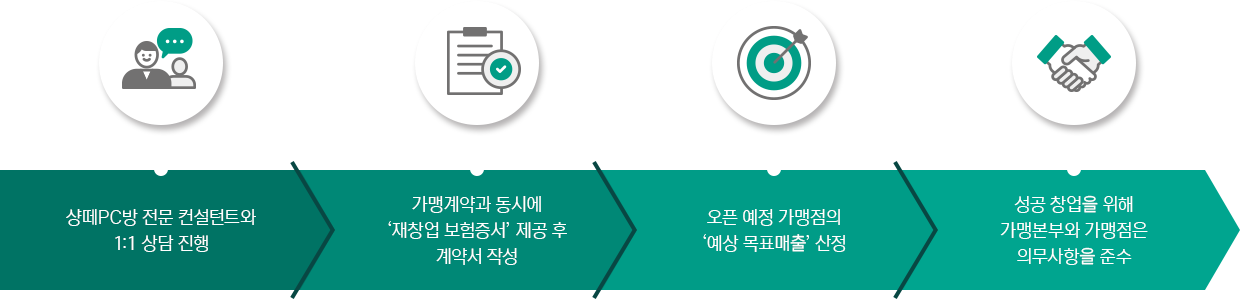 샹떼PC방 전문 컨설턴트와
1:1 상담 진행
가맹계약과 동시에
‘재창업 보험증서’ 제공 후
계약서 작성
오픈 예정 가맹점의
‘예상 목표매출’ 산정
성공 창업을 위해
가맹본부와 가맹점은
의무사항을 준수